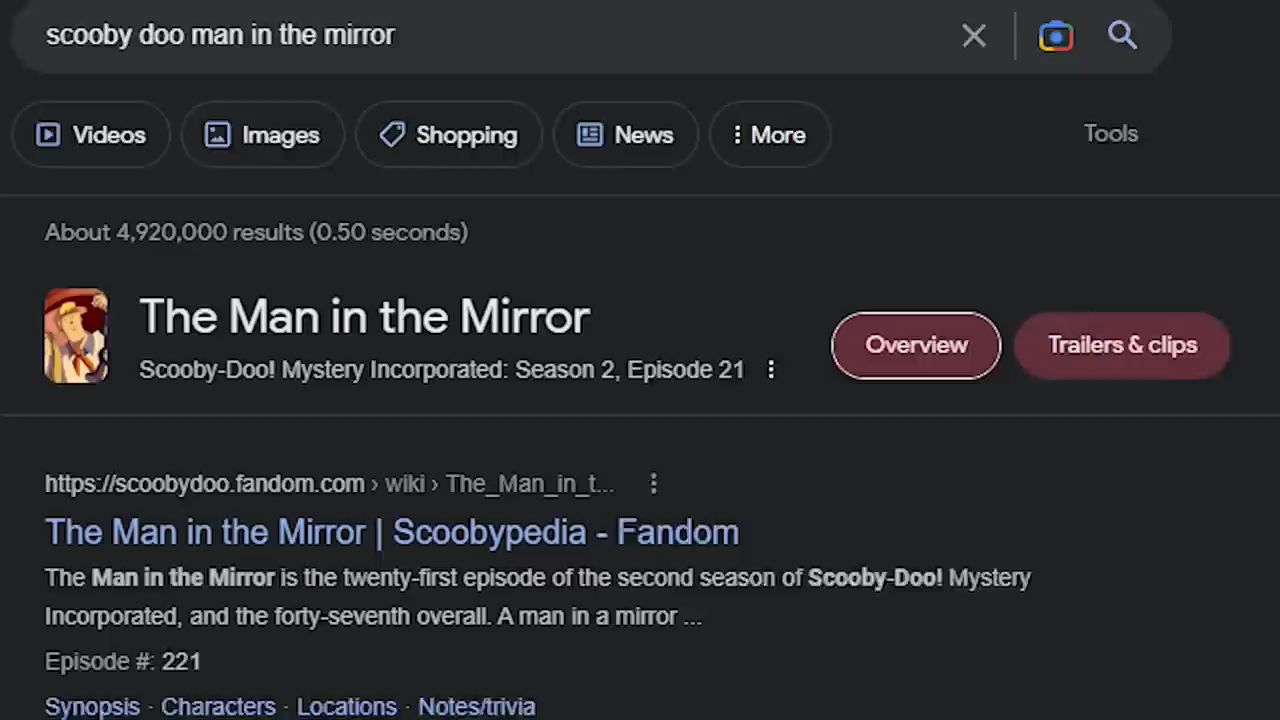 scooby doo man in the mirror
Videos Images Shopping News More Tools
About 4,920,000 results (0.50 seconds)
The Man in the Mirror
Scooby-Doo! Mystery Incorporated: Season 2, Episode 21
Overview Trailers & clips
https://scoobydoo.fandom.com › wiki › The_Man_in_t...
The Man in the Mirror | Scoobypedia - Fandom
The Man in the Mirror is the twenty-first episode of the second season of Scooby-Doo! Mystery
Incorporated, and the forty-seventh overall. A man in a mirror ...
Episode #: 221
Synopsis · Characters · Locations · Notes/trivia